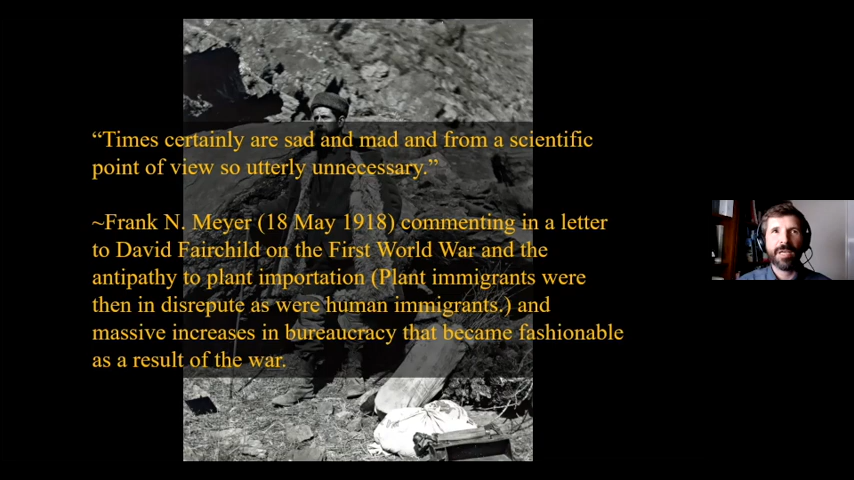 “Times certainly are sad and mad and from a scientific
point of view so utterly unnecessary.”
~Frank N. Meyer (18 May 1918) commenting in a letter
to David Fairchild on the First World War and the
antipathy to plant importation (Plant immigrants were
then in disrepute as were human immigrants.) and
massive increases in bureaucracy that became fashionable
as a result of the war.